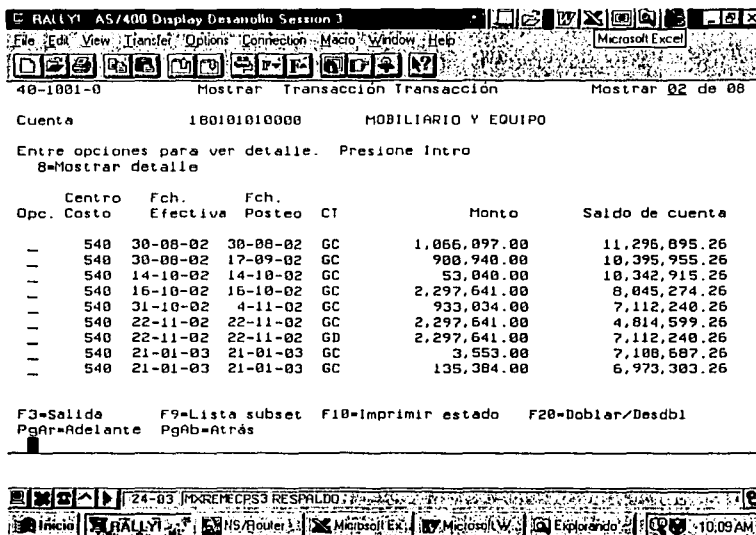 RALLY! AS/400 Display Desarrollo Session 3
File Edit View Transfer Options Connection Macro Window Help
Microsoft Excel
40-1001-0 Mostrar Transacción Transacción Mostrar 02 de 08
Cuenta 180101010000 MOBILIARIO Y EQUIPO
Entre opciones para ver detalle. Presione Intro
8=Mostrar detalle
Centro Fch. Fch.
Opc. Costo Efectiva Posteo CT Monto Saldo de cuenta
_ 540 30-08-02 30-08-02 GC 1,066,097.00 11,296,895.26
_ 540 30-08-02 17-09-02 GC 900,940.00 10,395,955.26
_ 540 14-10-02 14-10-02 GC 53,040.00 10,342,915.26
_ 540 16-10-02 16-10-02 GC 2,297,641.00 8,045,274.26
_ 540 31-10-02 4-11-02 GC 933,034.00 7,112,240.26
_ 540 22-11-02 22-11-02 GC 2,297,641.00 4,814,599.26
_ 540 22-11-02 22-11-02 GD 2,297,641.00 7,112,240.26
_ 540 21-01-03 21-01-03 GC 3,553.00 7,108,687.26
_ 540 21-01-03 21-01-03 GC 135,384.00 6,973,303.26
F3=Salida F9=Lista subset F10=Imprimir estado F20=Doblar/Desdbl
PgAr=Adelante PgAb=Atrás
24-03 MXREMECPS3 RESPALDO
Inicio RALLY! NS/Router Microsoft Ex Microsoft W Explorando 10:09 AM